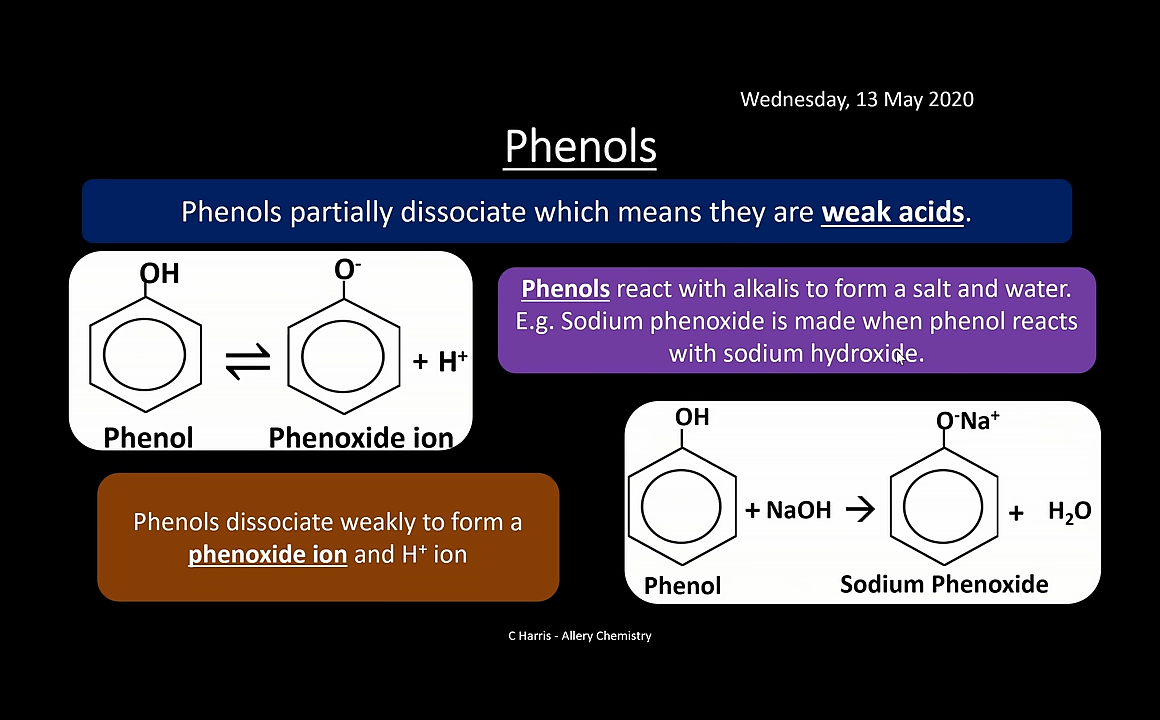 Wednesday, 13 May 2020
Phenols
Phenols partially dissociate which means they are weak acids.
OH
O⁻
+ H⁺
Phenol
Phenoxide ion
Phenols react with alkalis to form a salt and water.
E.g. Sodium phenoxide is made when phenol reacts
with sodium hydroxide.
OH
O⁻Na⁺
+ NaOH → + H₂O
Phenol
Sodium Phenoxide
Phenols dissociate weakly to form a
phenoxide ion and H⁺ ion
C Harris - Allery Chemistry